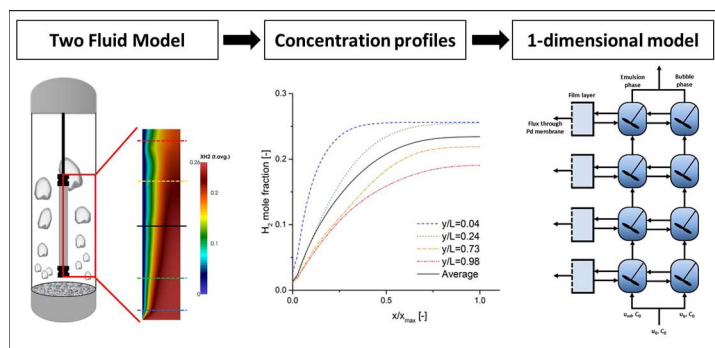 Two Fluid Model
Concentration profiles
1-dimensional model
XH2 (t.avg.)
0.26
0.2
0.1
0
H2 mole fraction [-]
0.3
0.2
0.1
0.0
0.0
0.5
1.0
x/xmax [-]
y/L=0.04
y/L=0.24
y/L=0.73
y/L=0.98
Average
Film layer
Emulsion
phase
Bubble
phase
Flux through
Pd membrane
C0
u0, C0